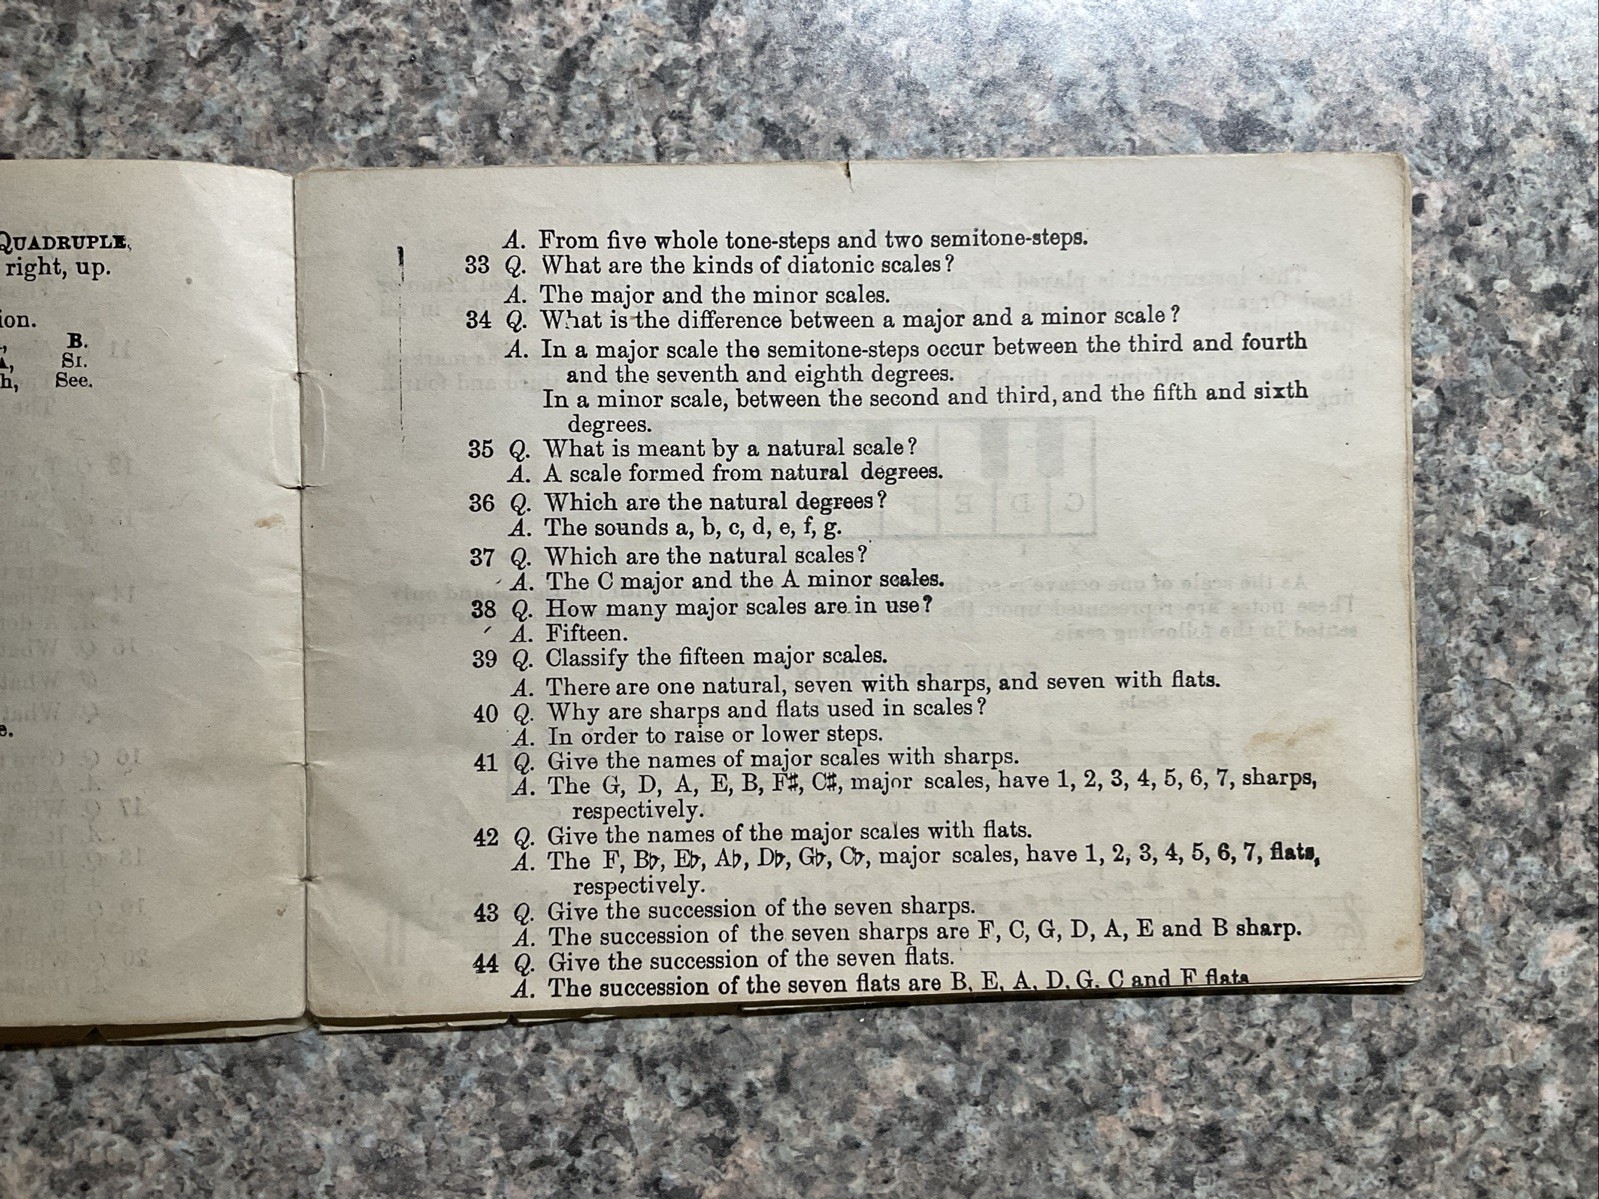 QUADRUPLE,
right, up.
ion.
B.
A, SI.
h, See.
e.
A. From five whole tone-steps and two semitone-steps.
33 Q. What are the kinds of diatonic scales?
A. The major and the minor scales.
34 Q. What is the difference between a major and a minor scale?
A. In a major scale the semitone-steps occur between the third and fourth
and the seventh and eighth degrees.
In a minor scale, between the second and third, and the fifth and sixth
degrees.
35 Q. What is meant by a natural scale?
A. A scale formed from natural degrees.
36 Q. Which are the natural degrees?
A. The sounds a, b, c, d, e, f, g.
37 Q. Which are the natural scales?
A. The C major and the A minor scales.
38 Q. How many major scales are in use?
A. Fifteen.
39 Q. Classify the fifteen major scales.
A. There are one natural, seven with sharps, and seven with flats.
40 Q. Why are sharps and flats used in scales?
A. In order to raise or lower steps.
41 Q. Give the names of major scales with sharps.
A. The G, D, A, E, B, F♯, C♯, major scales, have 1, 2, 3, 4, 5, 6, 7, sharps,
respectively.
42 Q. Give the names of the major scales with flats.
A. The F, B♭, E♭, A♭, D♭, G♭, C♭, major scales, have 1, 2, 3, 4, 5, 6, 7, flats,
respectively.
43 Q. Give the succession of the seven sharps.
A. The succession of the seven sharps are F, C, G, D, A, E and B sharp.
44 Q. Give the succession of the seven flats.
A. The succession of the seven flats are B, E, A, D, G, C and F flats